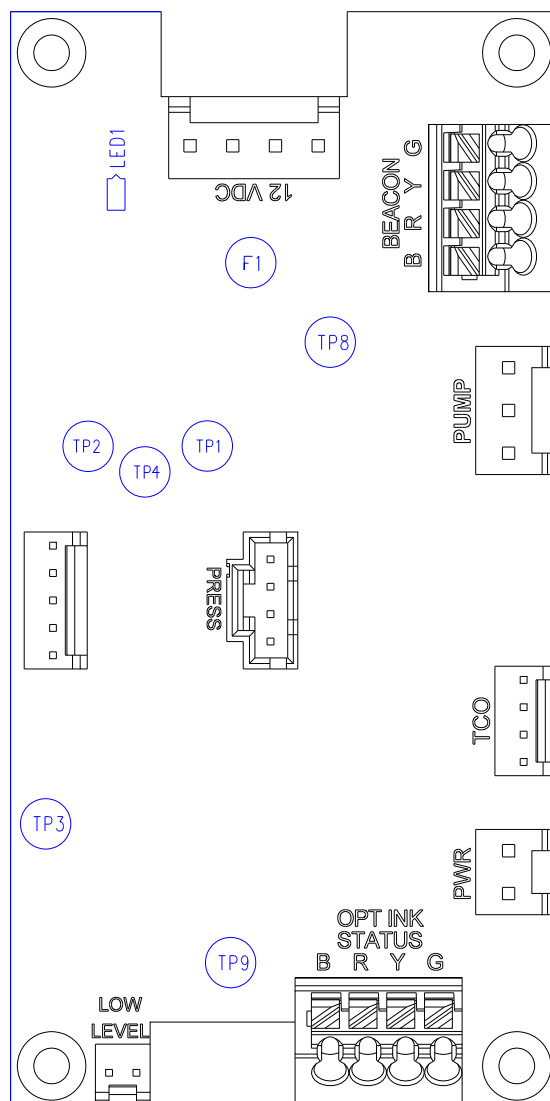 LED1
12 VDC
BEACON
G
Y
R
B
F1
TP8
PUMP
TP2
TP4
TP1
PRESS
TCO
TP3
PWR
OPT INK
STATUS
B R Y G
TP9
LOW
LEVEL